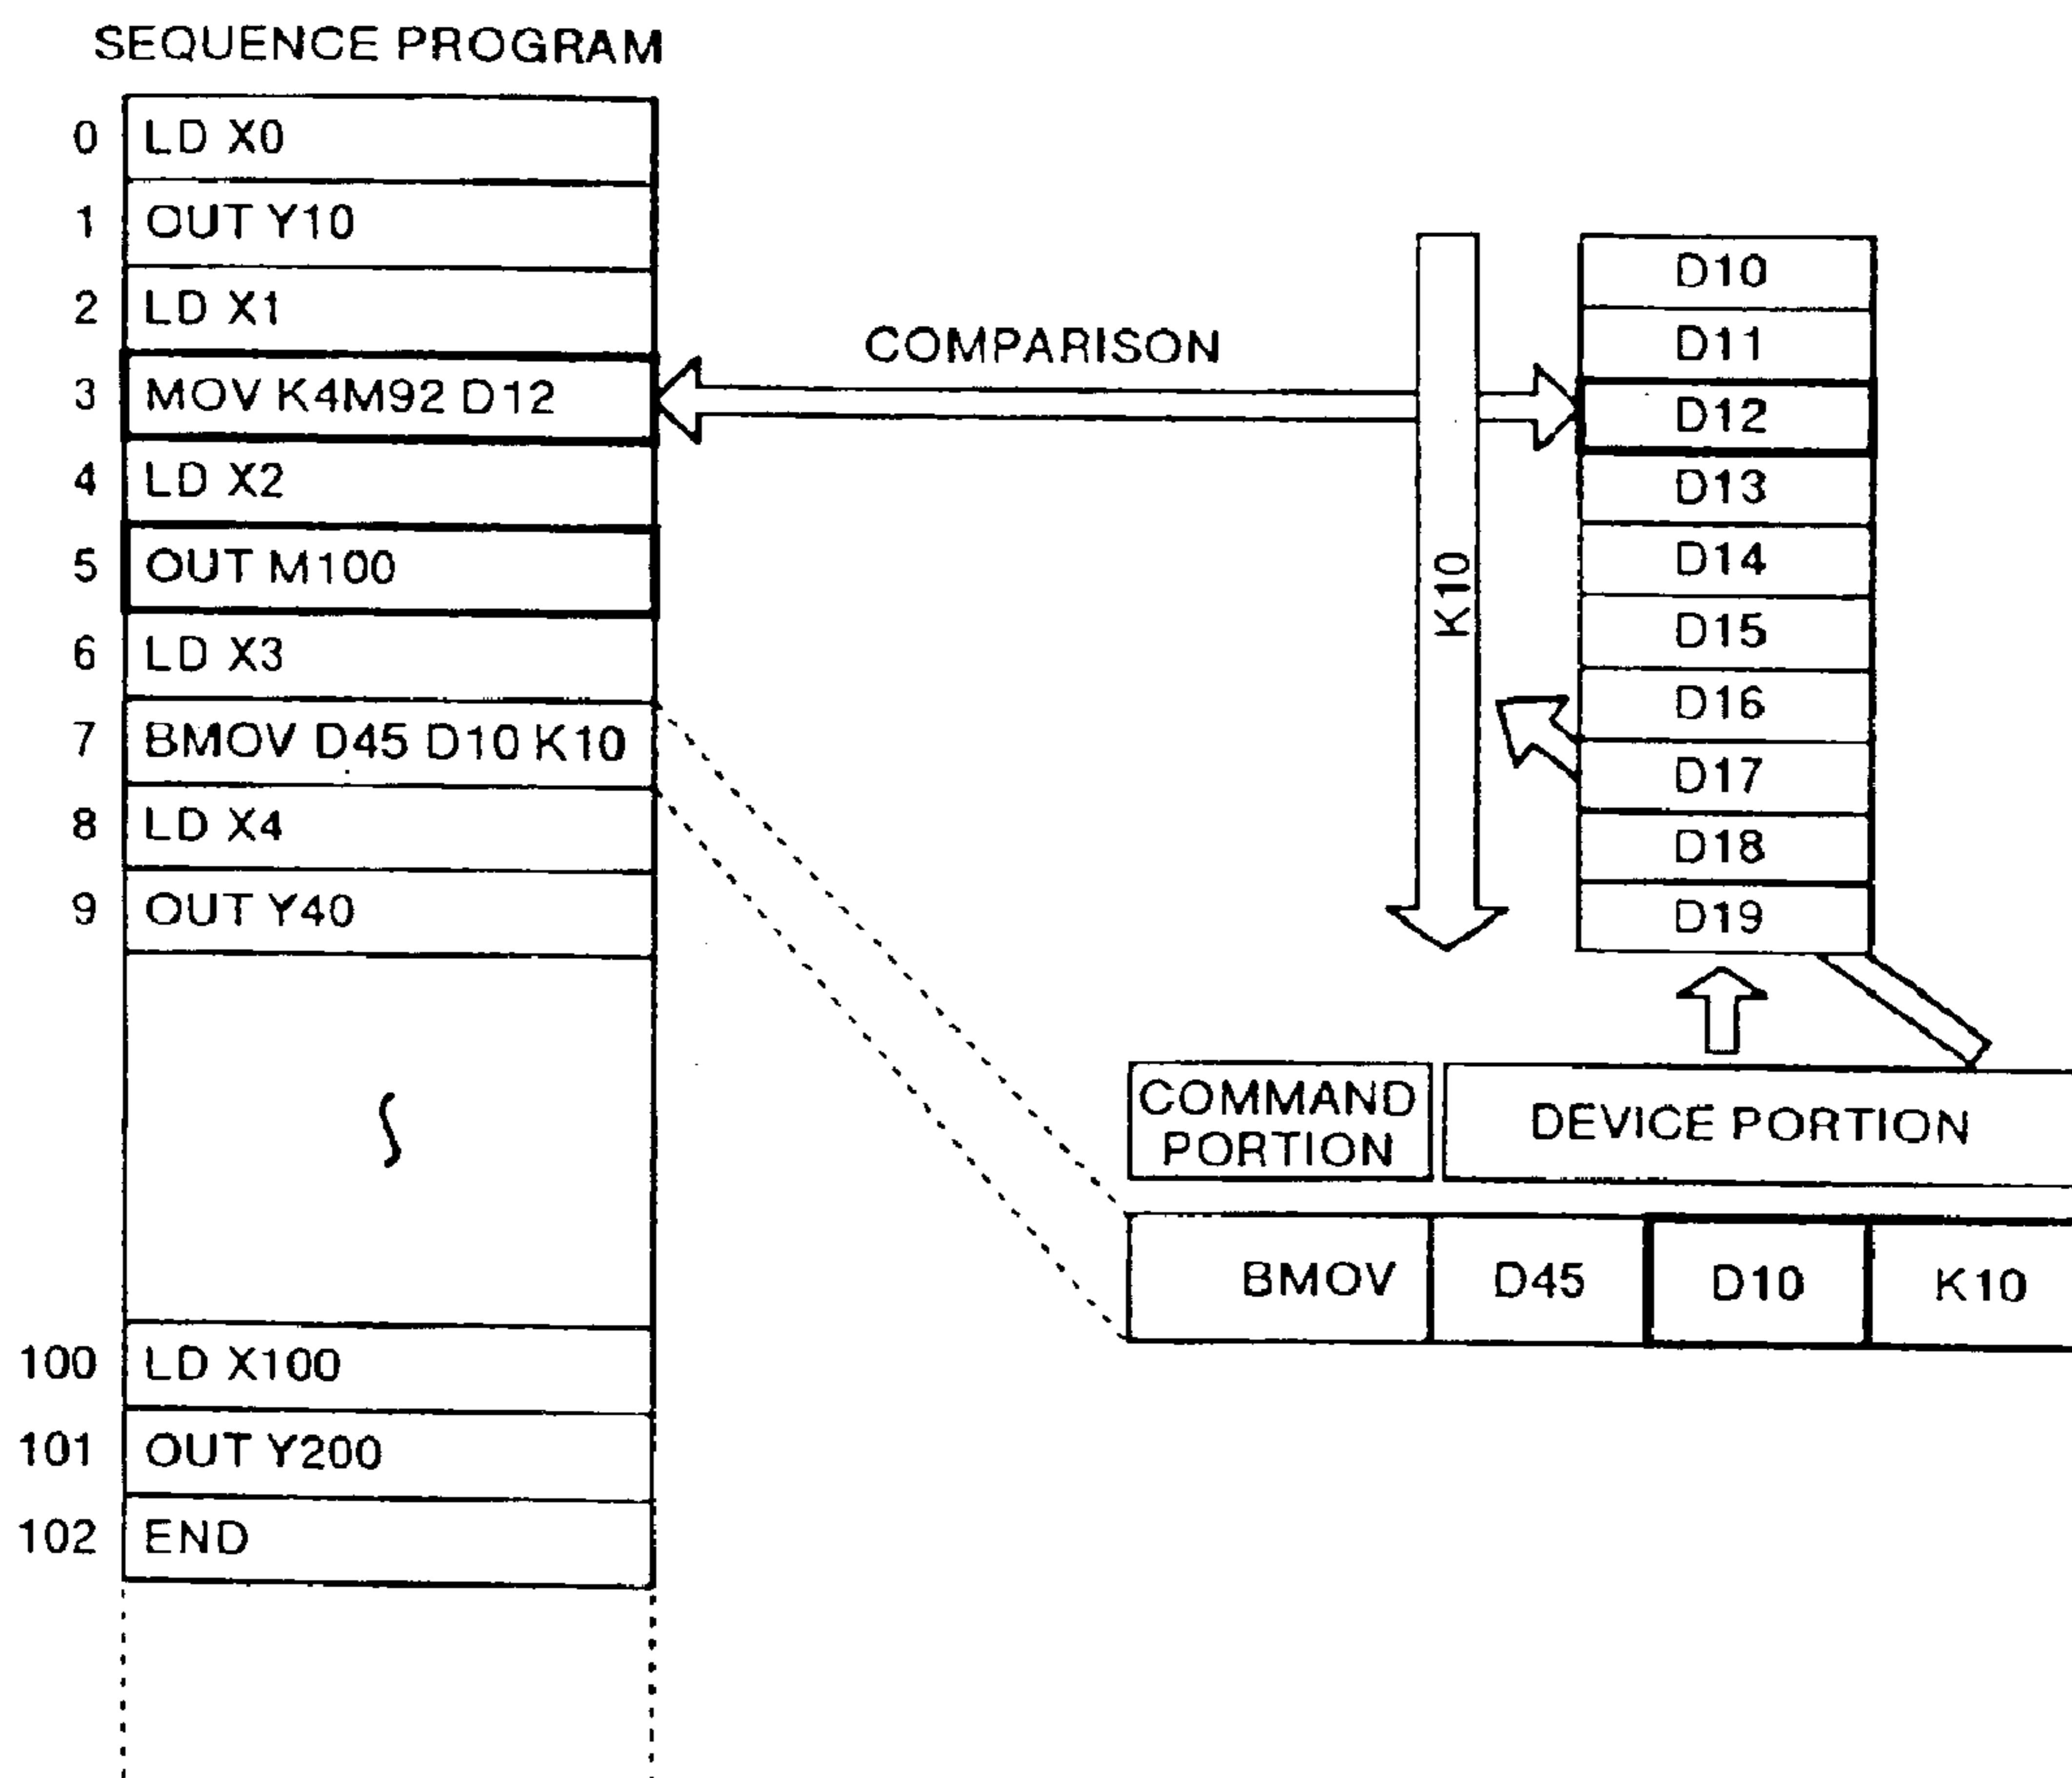 SEQUENCE PROGRAM
0 LD X0
1 OUT Y10
2 LD X1
3 MOV K4M92 D12
4 LD X2
5 OUT M100
6 LD X3
7 BMOV D45 D10 K10
8 LD X4
9 OUT Y40
100 LD X100
101 OUT Y200
102 END
COMPARISON
K10
D10
D11
D12
D13
D14
D15
D16
D17
D18
D19
COMMAND
PORTION
DEVICE PORTION
BMOV D45 D10 K10